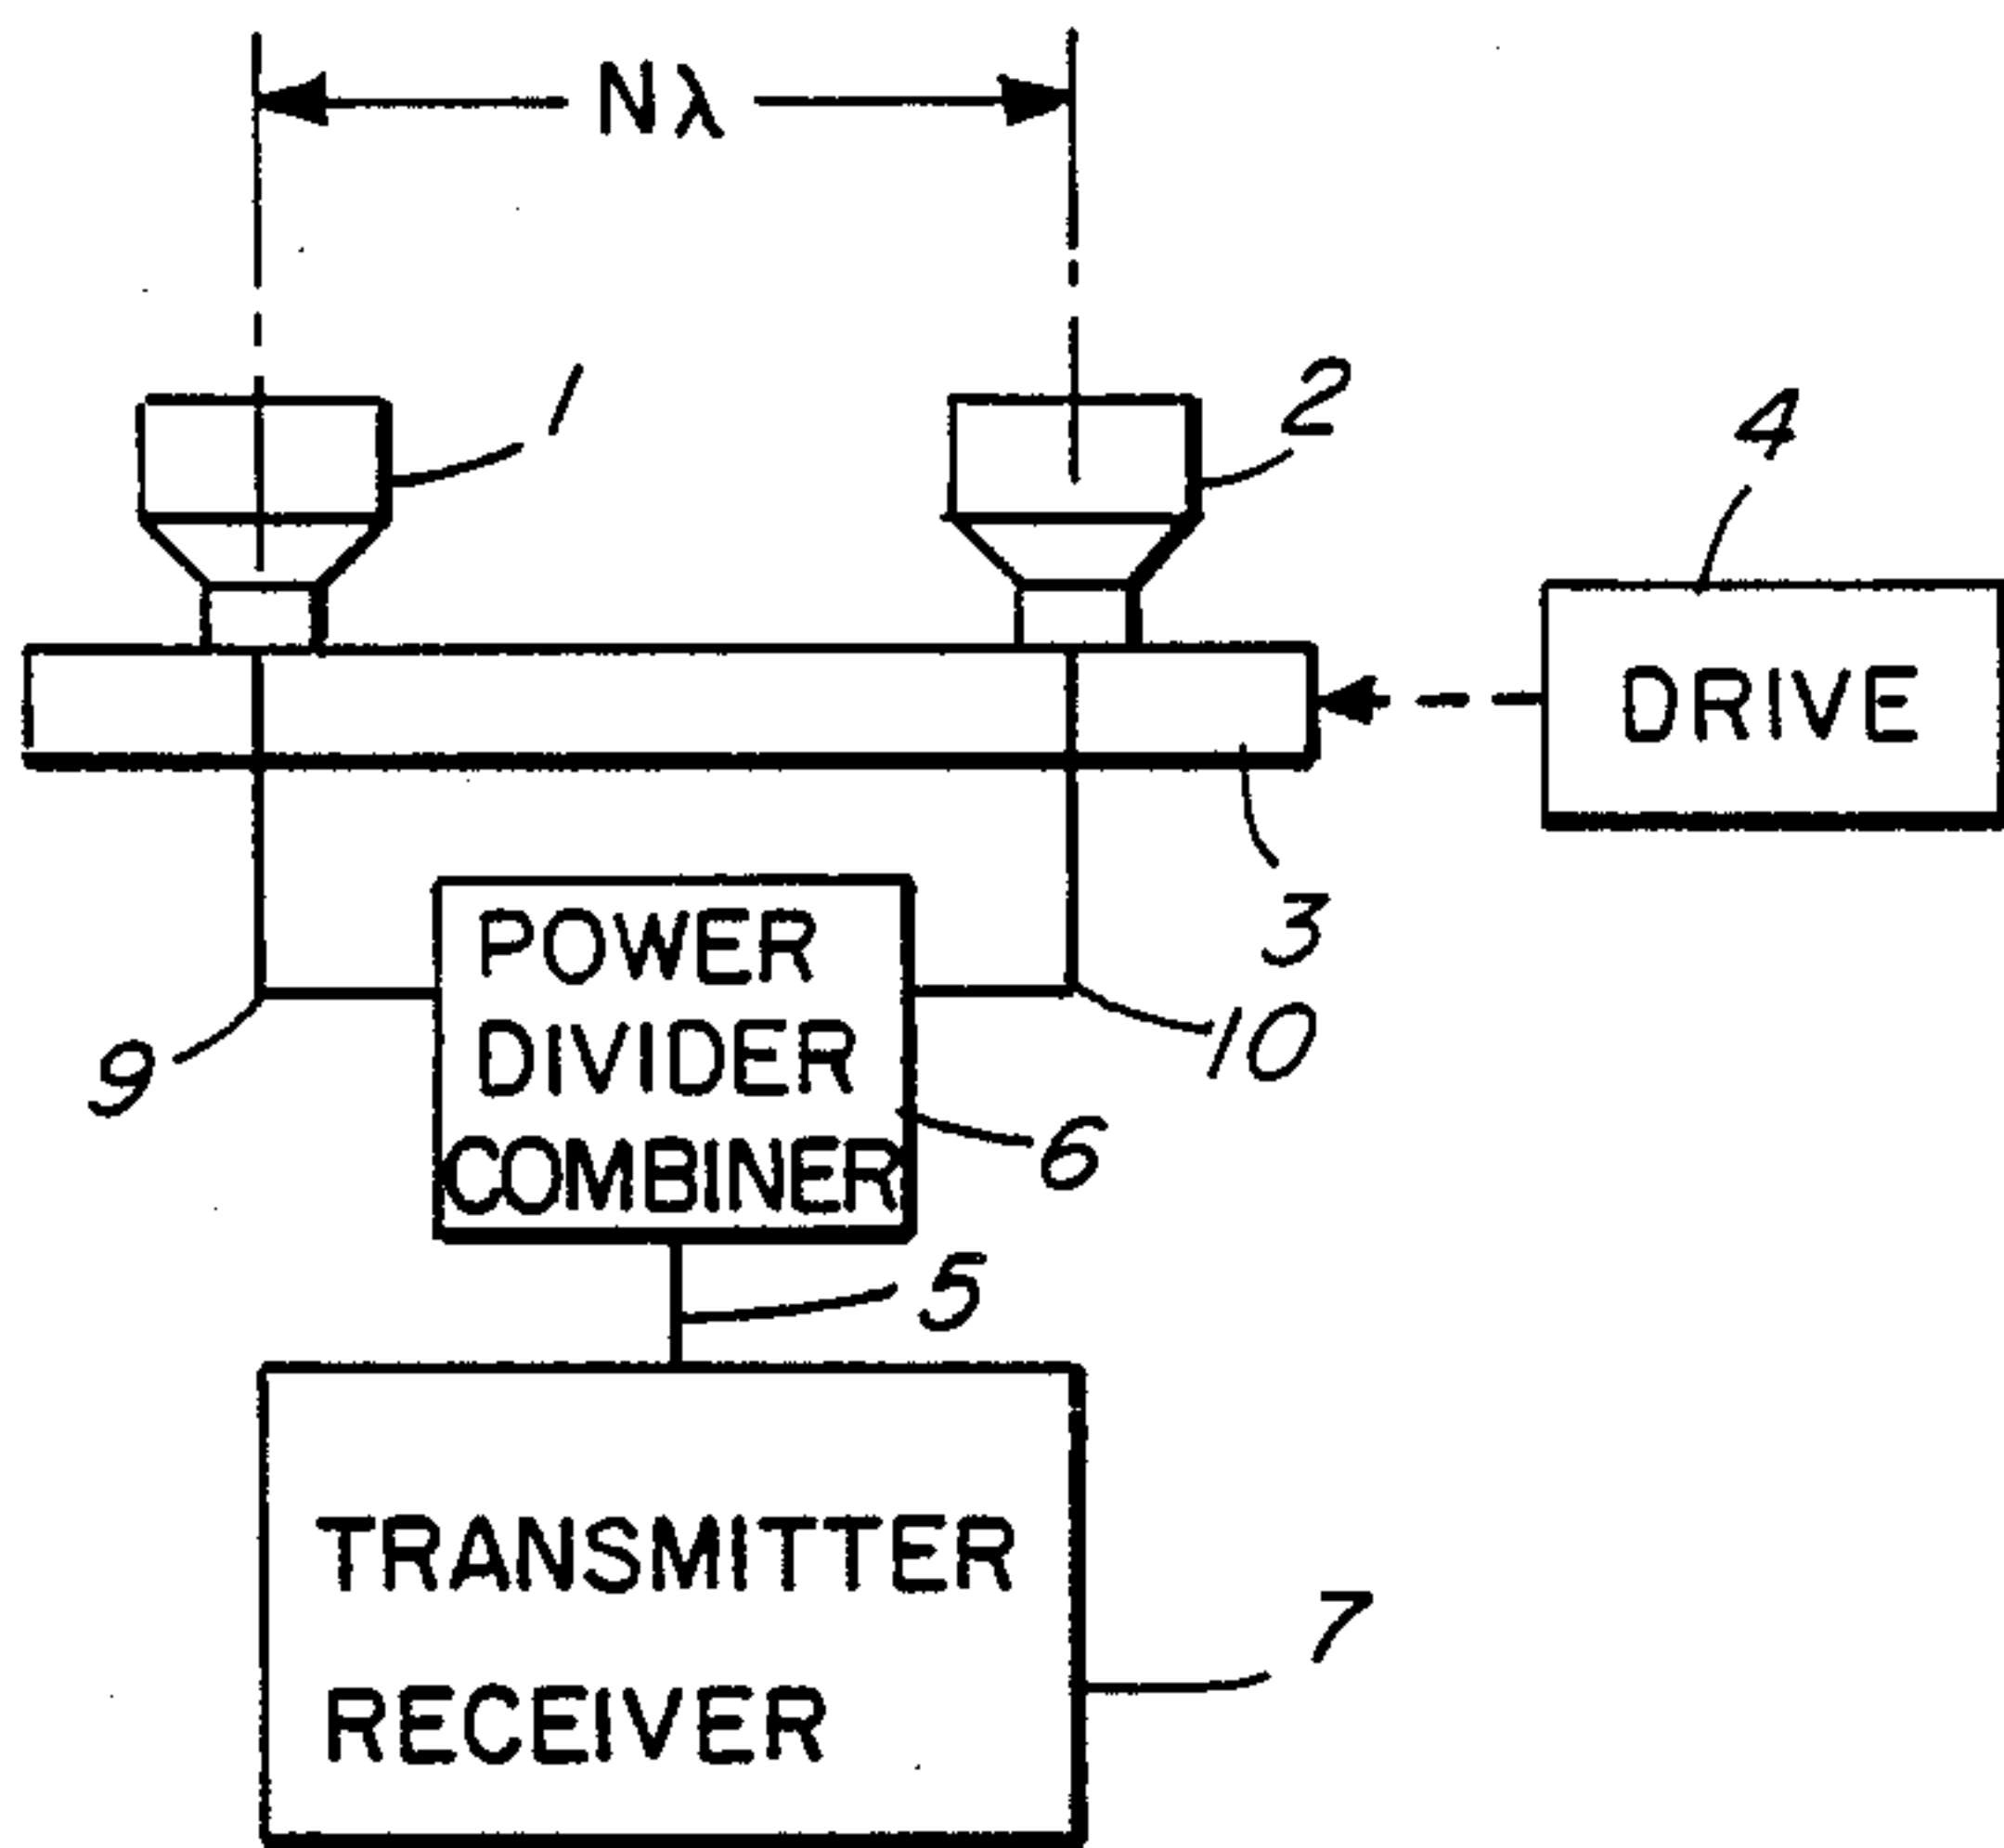 Nλ
1
2
4
DRIVE
3
POWER
DIVIDER
COMBINER
9
10
6
5
TRANSMITTER
RECEIVER
7